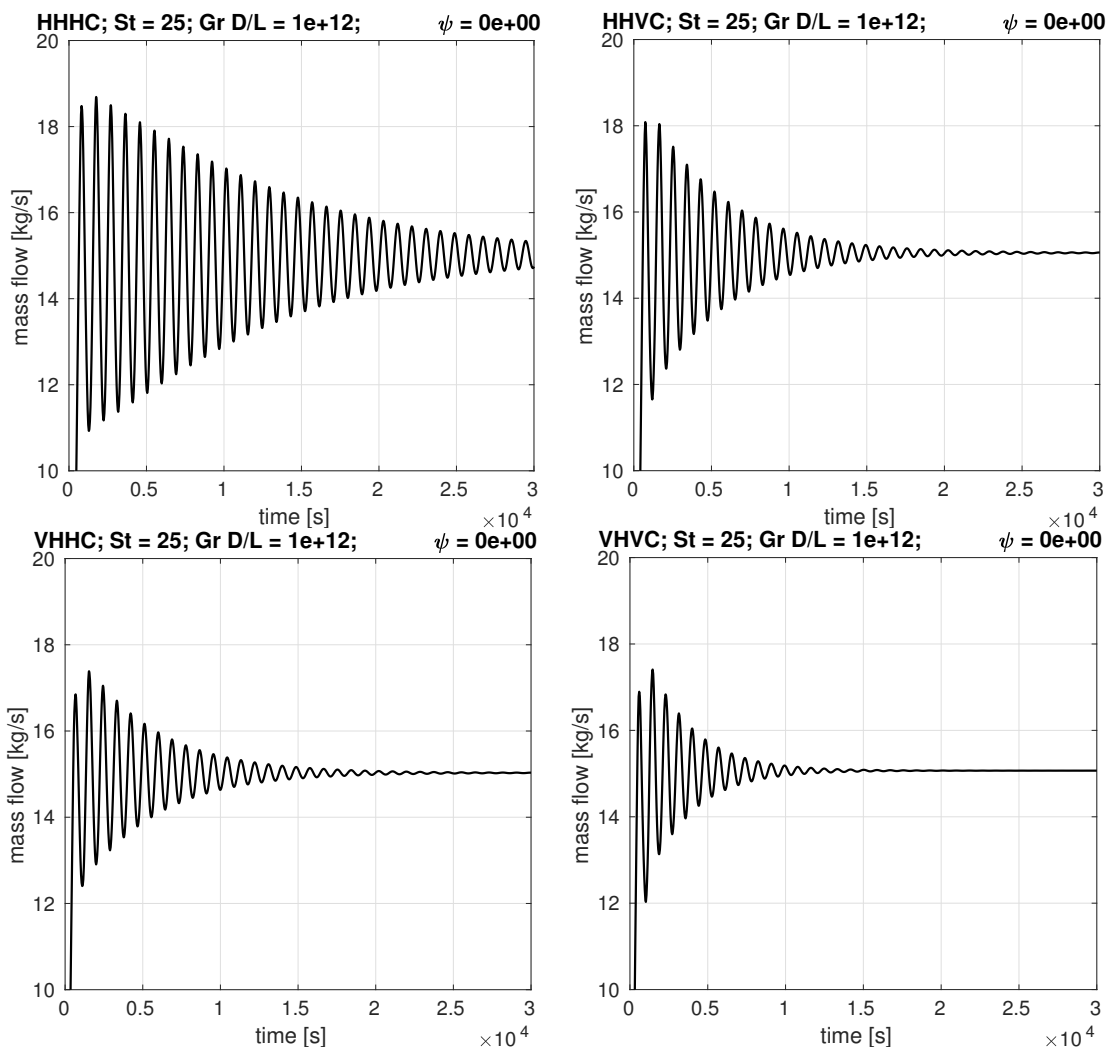 HHHC; St = 25; Gr D/L = 1e+12; ψ = 0e+00
20
18
16
14
12
10
mass flow [kg/s]
0 0.5 1 1.5 2 2.5 3
time [s]
×10 4
HHVC; St = 25; Gr D/L = 1e+12; ψ = 0e+00
20
18
16
14
12
10
mass flow [kg/s]
0 0.5 1 1.5 2 2.5 3
time [s]
×10 4
VHHC; St = 25; Gr D/L = 1e+12; ψ = 0e+00
20
18
16
14
12
10
mass flow [kg/s]
0 0.5 1 1.5 2 2.5 3
time [s]
×10 4
VHVC; St = 25; Gr D/L = 1e+12; ψ = 0e+00
20
18
16
14
12
10
mass flow [kg/s]
0 0.5 1 1.5 2 2.5 3
time [s]
×10 4